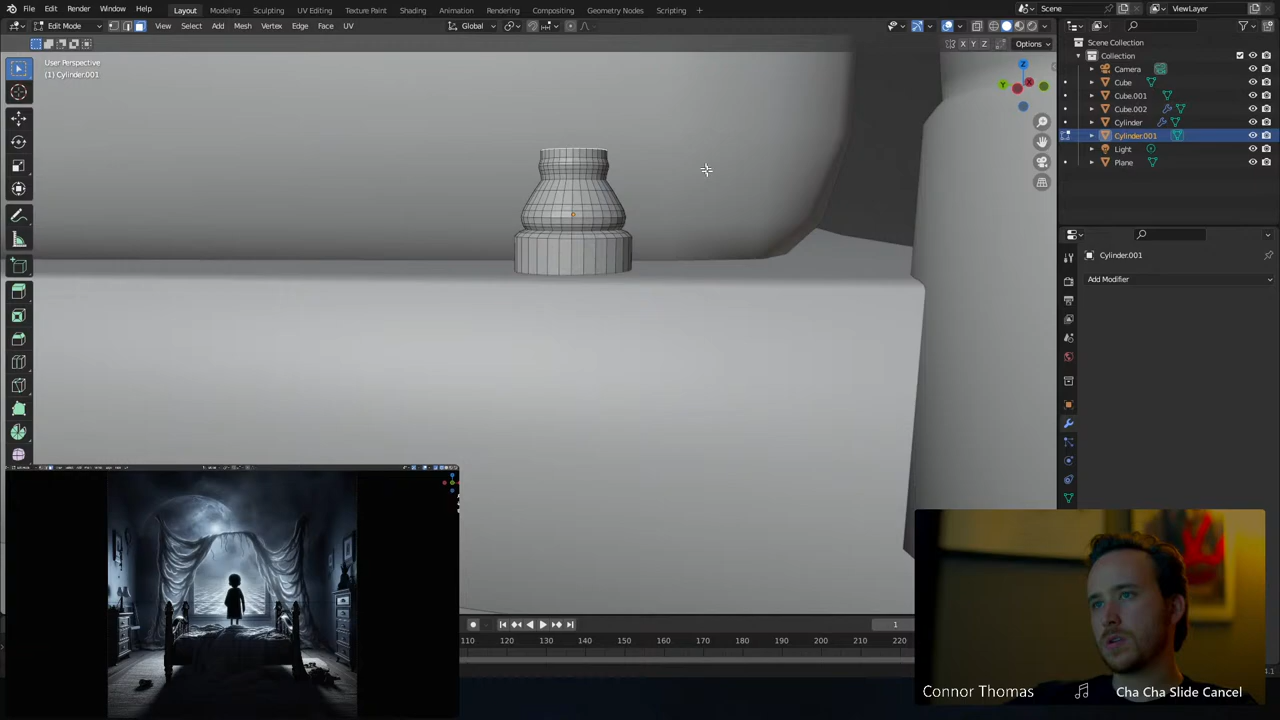 File Edit Render Window Help Layout Modeling Sculpting UV Editing Texture Paint Shading Animation Rendering Compositing Geometry Nodes Scripting + Scene ViewLayer
Edit Mode View Select Add Mesh Vertex Edge Face UV Global
X Y Z Options
User Perspective
(1) Cylinder.001
Scene Collection
Collection
Camera
Cube
Cube.001
Cube.002
Cylinder
Cylinder.001
Light
Plane
Cylinder.001
Add Modifier
1
110 120 130 140 150 160 170 180 190 200 210 220
Connor Thomas Cha Cha Slide Cancel